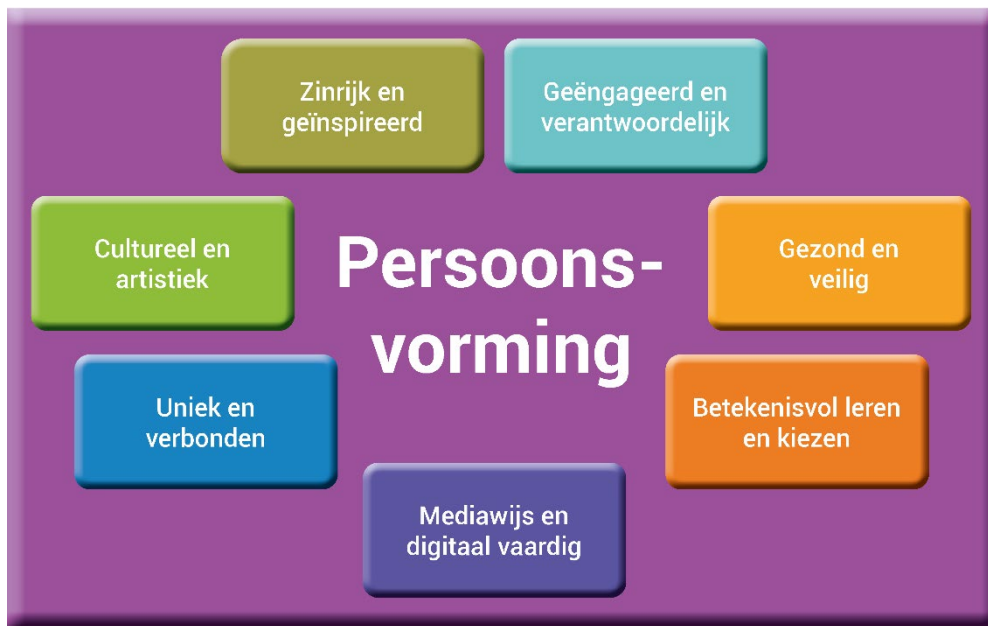 Zinrijk en
geïnspireerd
Geëngageerd en
verantwoordelijk
Cultureel en
artistiek
Persoons-
vorming
Gezond en
veilig
Uniek en
verbonden
Betekenisvol leren
en kiezen
Mediawijs en
digitaal vaardig